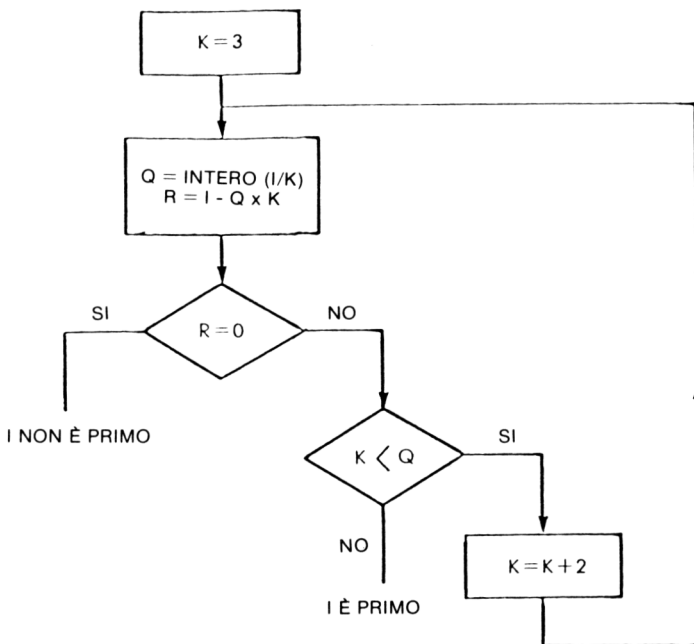 K = 3
Q = INTERO (I/K)
R = I - Q x K
SI
R = 0
NO
I NON È PRIMO
K < Q
SI
NO
K = K + 2
I È PRIMO